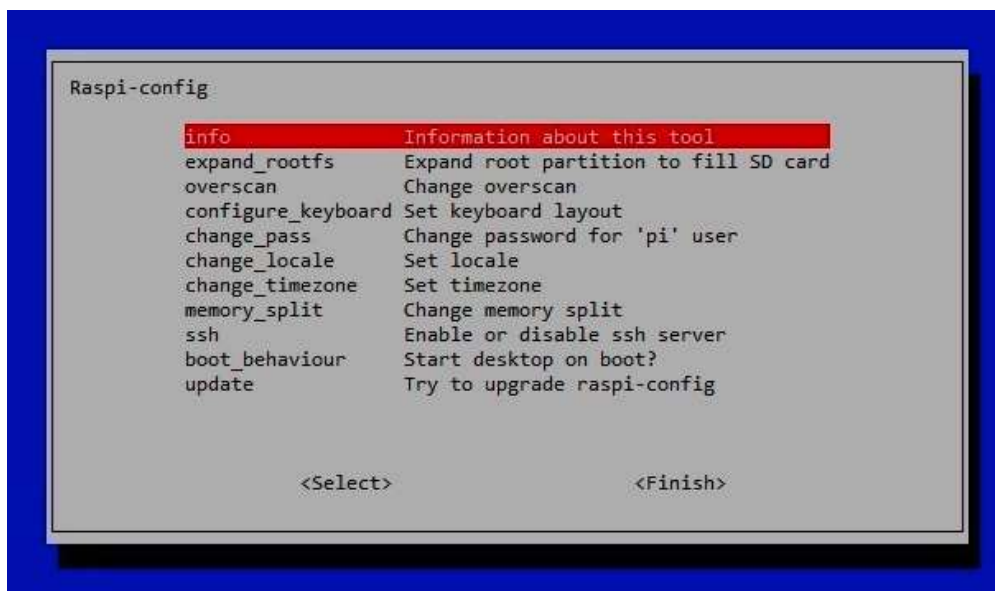 Raspi-config
info Information about this tool
expand_rootfs Expand root partition to fill SD card
overscan Change overscan
configure_keyboard Set keyboard layout
change_pass Change password for 'pi' user
change_locale Set locale
change_timezone Set timezone
memory_split Change memory split
ssh Enable or disable ssh server
boot_behaviour Start desktop on boot?
update Try to upgrade raspi-config
<Select> <Finish>